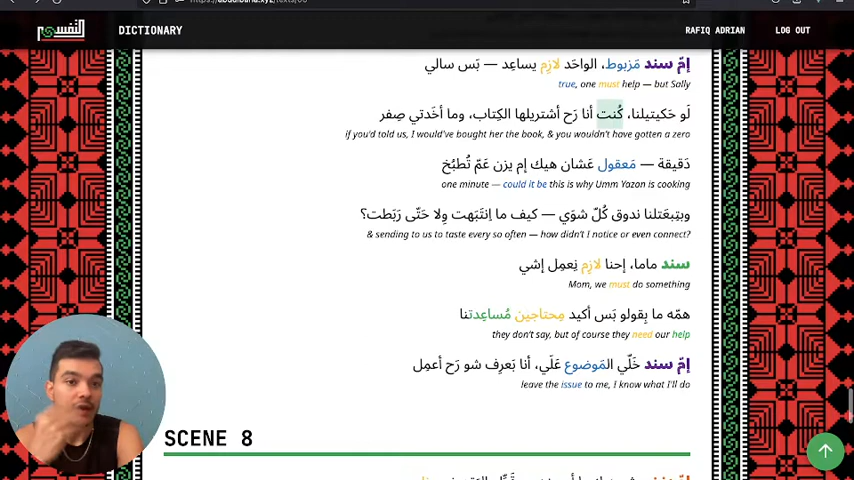 التفسير
DICTIONARY
RAFIQ ADRIAN
LOG OUT
إمّ سند مَزبوط، الواحَد لازِم يساعِد — بَس سالي
true, one must help — but Sally
لَو حَكيتيلنا، كُنت أنا رَح أشتريلها الكِتاب، وما أخَدتي صِفر
if you'd told us, I would've bought her the book, & you wouldn't have gotten a zero
دَقيقة — مَعقول عَشان هيك إم يزن عَمّ تُطبُخ
one minute — could it be this is why Umm Yazan is cooking
وبتِبعَتلنا ندوق كُلّ شوَي — كيف ما اِنتَبَهت وِلا حَتّى رَبَطت؟
& sending to us to taste every so often — how didn't I notice or even connect?
سند ماما، إحنا لازِم نِعمِل إشي
Mom, we must do something
همّه ما بِقولو بَس أكيد مِحتاجين مُساعِدتنا
they don't say, but of course they need our help
إمّ سند خَلّي المَوضوع عَلَي، أنا بَعرِف شو رَح أعمِل
leave the issue to me, I know what I'll do
SCENE 8